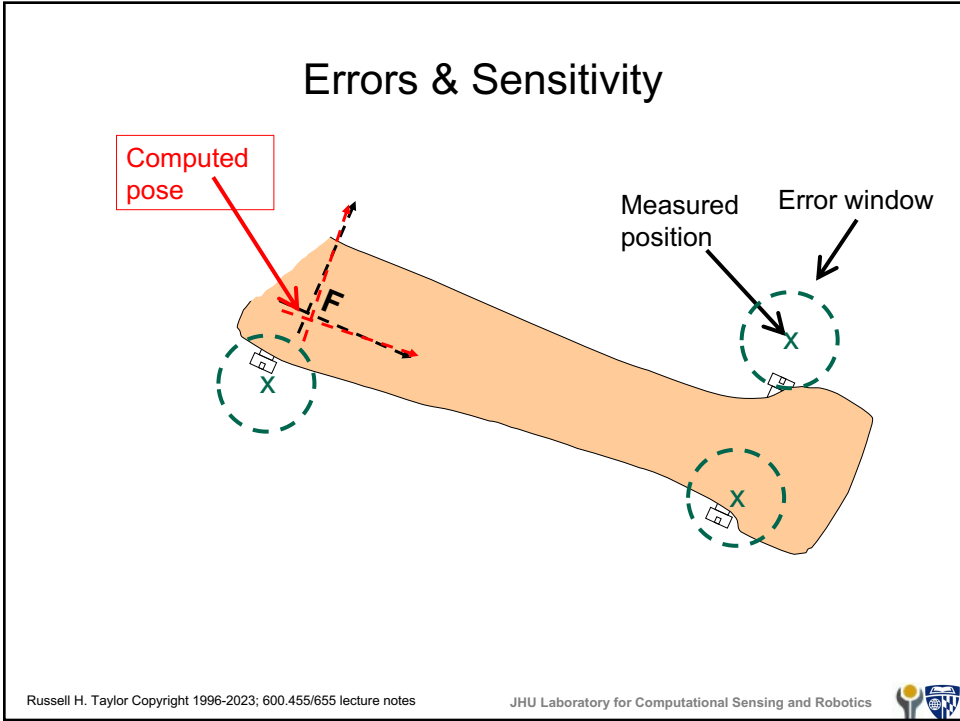 Errors & Sensitivity
Computed
pose
Measured
position
Error window
F
x
x
x
Russell H. Taylor Copyright 1996-2023; 600.455/655 lecture notes
JHU Laboratory for Computational Sensing and Robotics